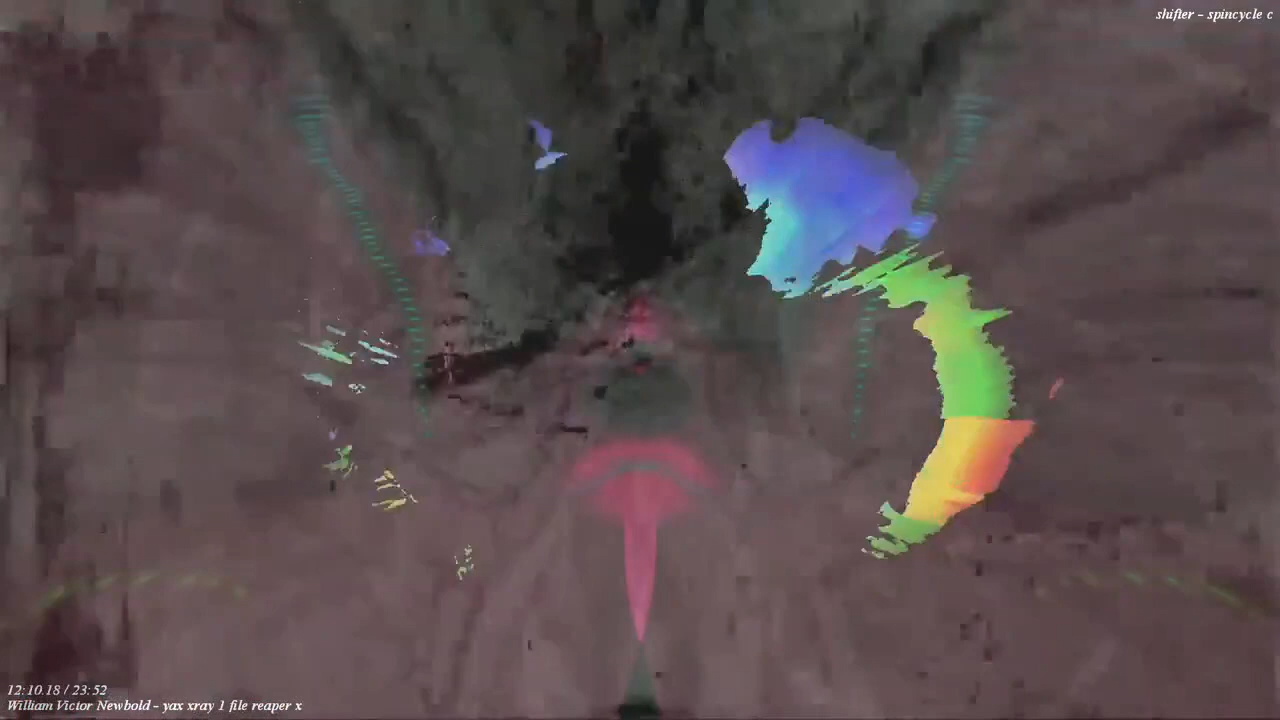 shifter - spincycle c
12.10.18 / 23:52
William Victor Newbold - yax xray 1 file reaper x